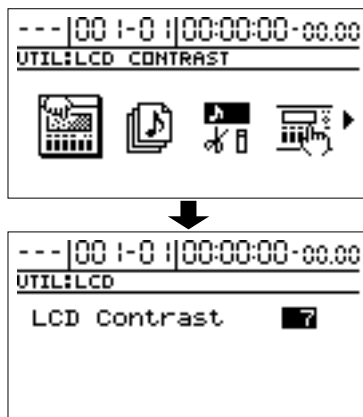 ---|001-01|00:00:00-00.00
UTIL:LCD CONTRAST
---|001-01|00:00:00-00.00
UTIL:LCD
LCD Contrast 7